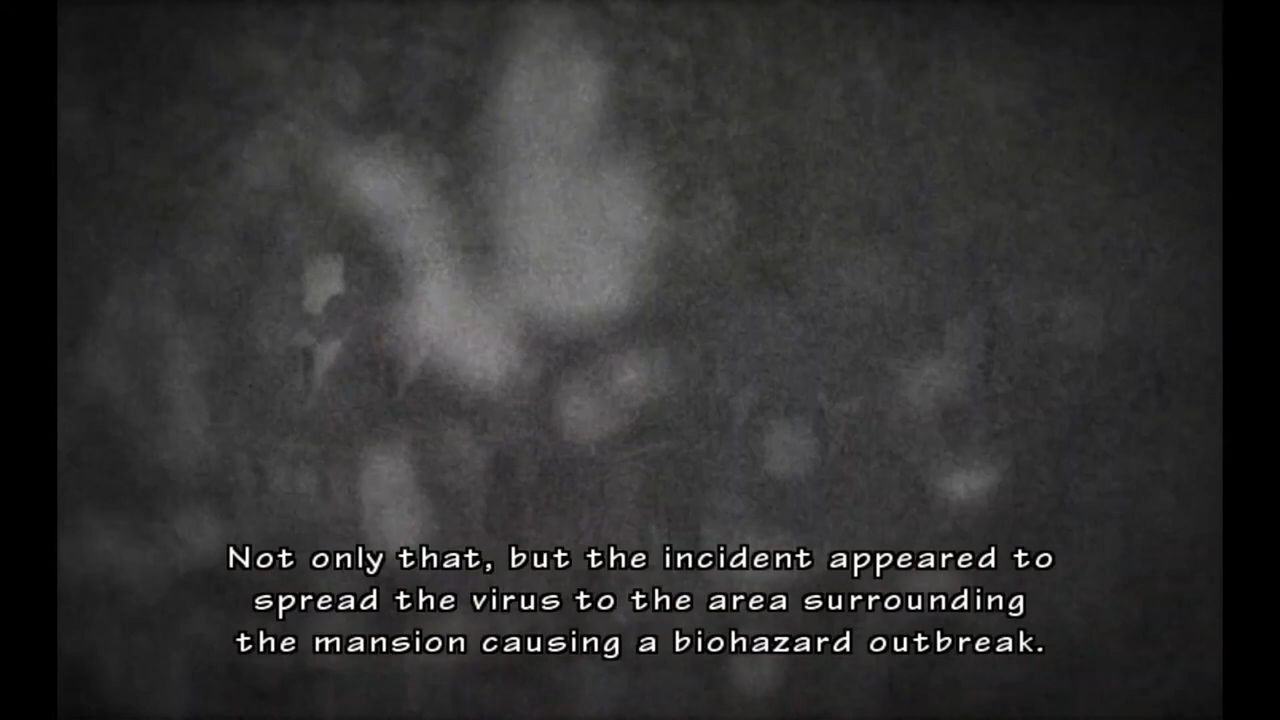 Not only that, but the incident appeared to
spread the virus to the area surrounding
the mansion causing a biohazard outbreak.